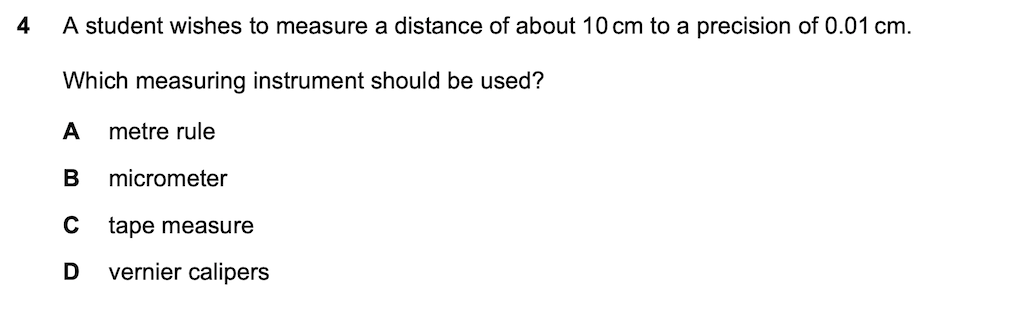 4 A student wishes to measure a distance of about 10 cm to a precision of 0.01 cm.
Which measuring instrument should be used?
A metre rule
B micrometer
C tape measure
D vernier calipers